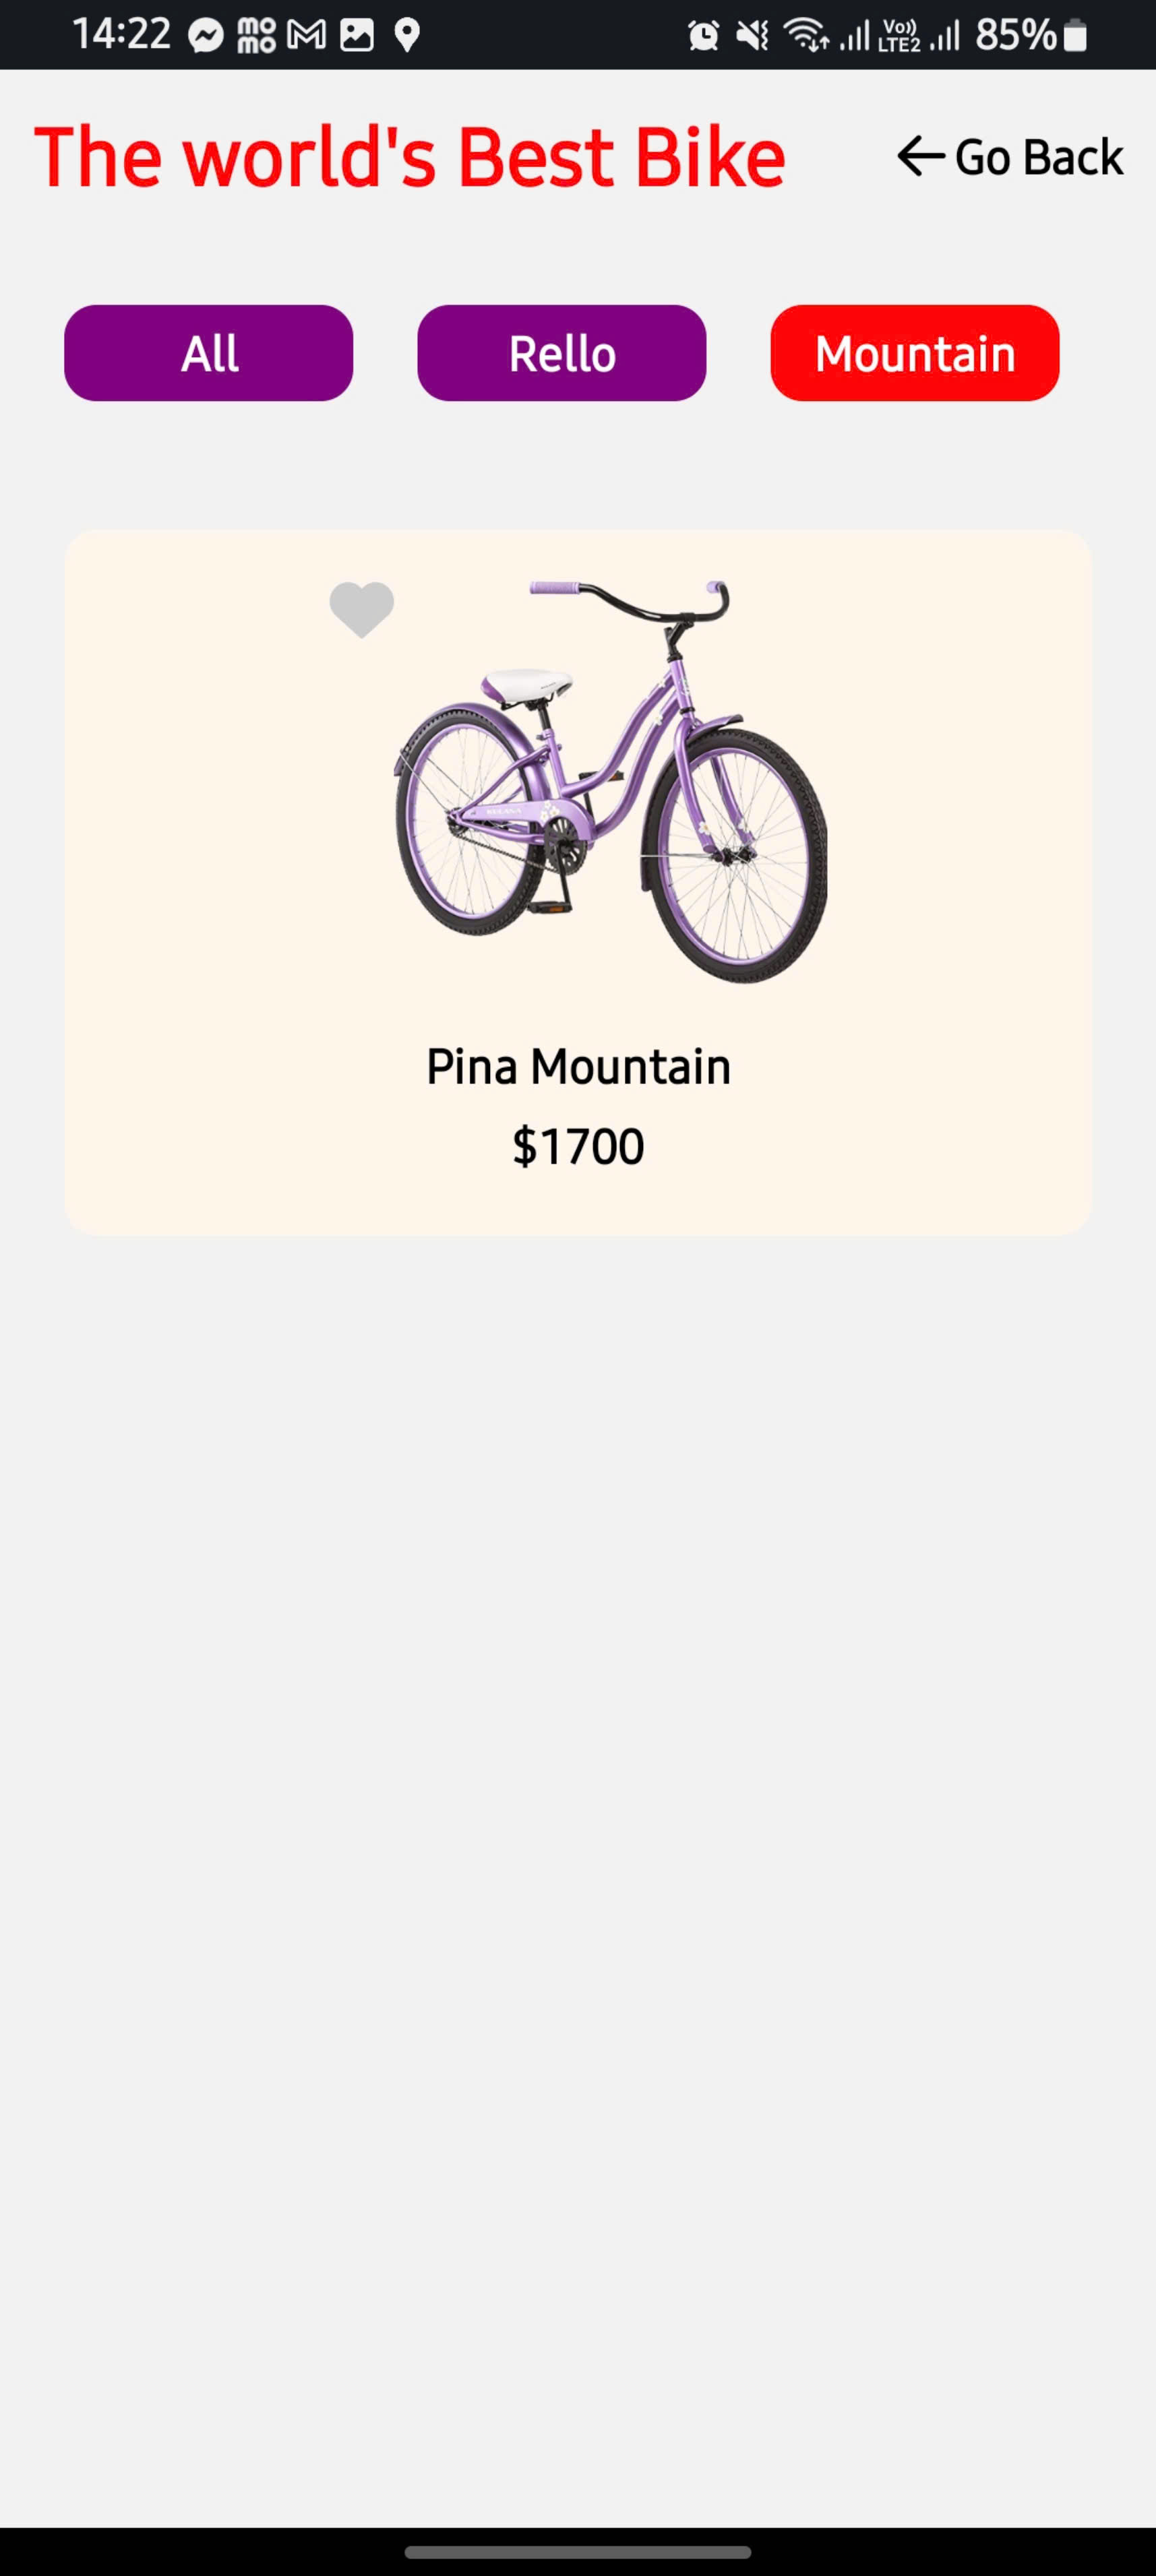 14:22 mo mo Vo)) LTE2 85%
The world's Best Bike
Go Back
All Rello Mountain
Pina Mountain
$1700